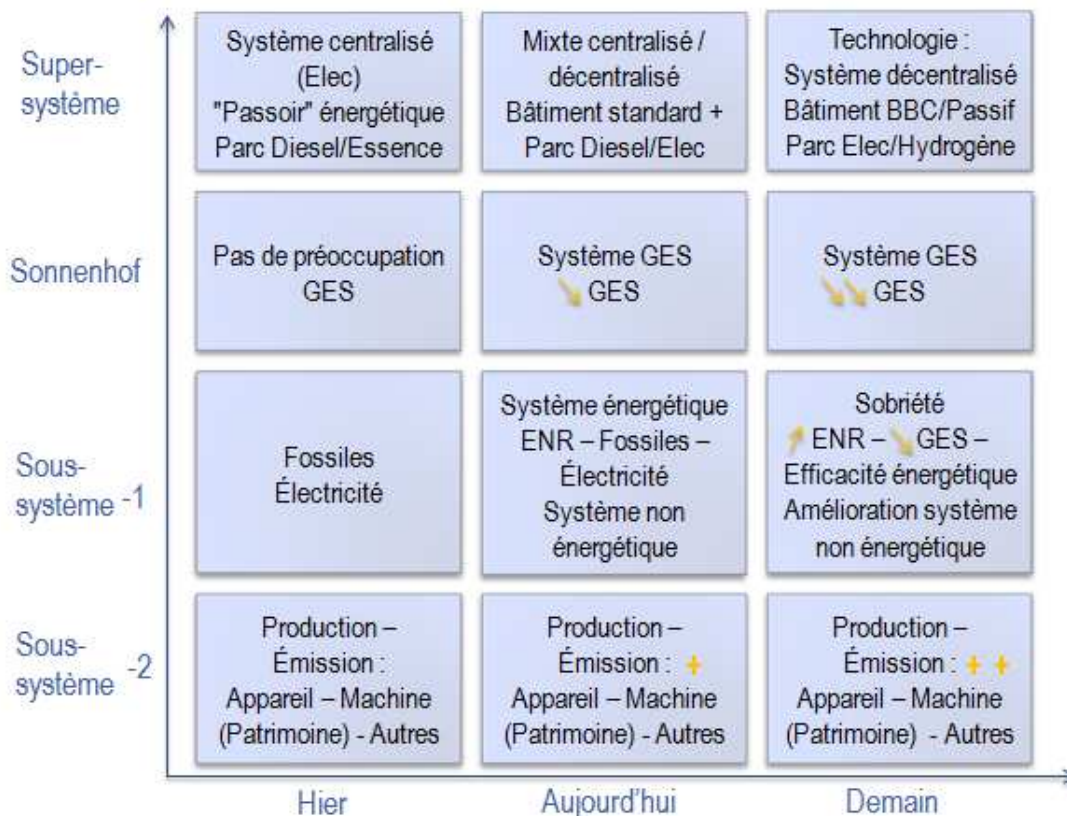 Super-
système
Système centralisé
(Elec)
"Passoir" énergétique
Parc Diesel/Essence
Mixte centralisé /
décentralisé
Bâtiment standard +
Parc Diesel/Elec
Technologie :
Système décentralisé
Bâtiment BBC/Passif
Parc Elec/Hydrogène
Sonnenhof
Pas de préoccupation
GES
Système GES
↘ GES
Système GES
↘↘ GES
Sous-
système -1
Fossiles
Électricité
Système énergétique
ENR – Fossiles –
Électricité
Système non
énergétique
Sobriété
↗ ENR – ↘ GES –
Efficacité énergétique
Amélioration système
non énergétique
Sous-
système -2
Production –
Émission :
Appareil – Machine
(Patrimoine) - Autres
Production –
Émission : +
Appareil – Machine
(Patrimoine) - Autres
Production –
Émission : + +
Appareil – Machine
(Patrimoine) - Autres
Hier
Aujourd'hui
Demain